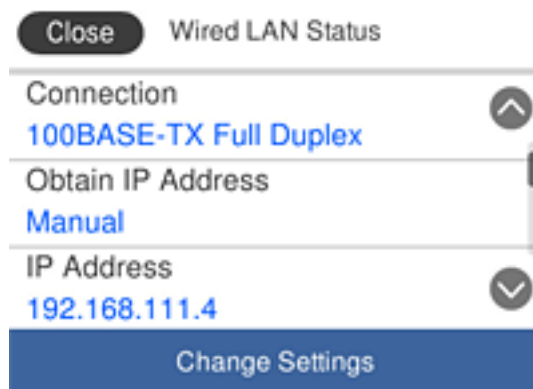 Close Wired LAN Status
Connection
100BASE-TX Full Duplex
Obtain IP Address
Manual
IP Address
192.168.111.4
Change Settings